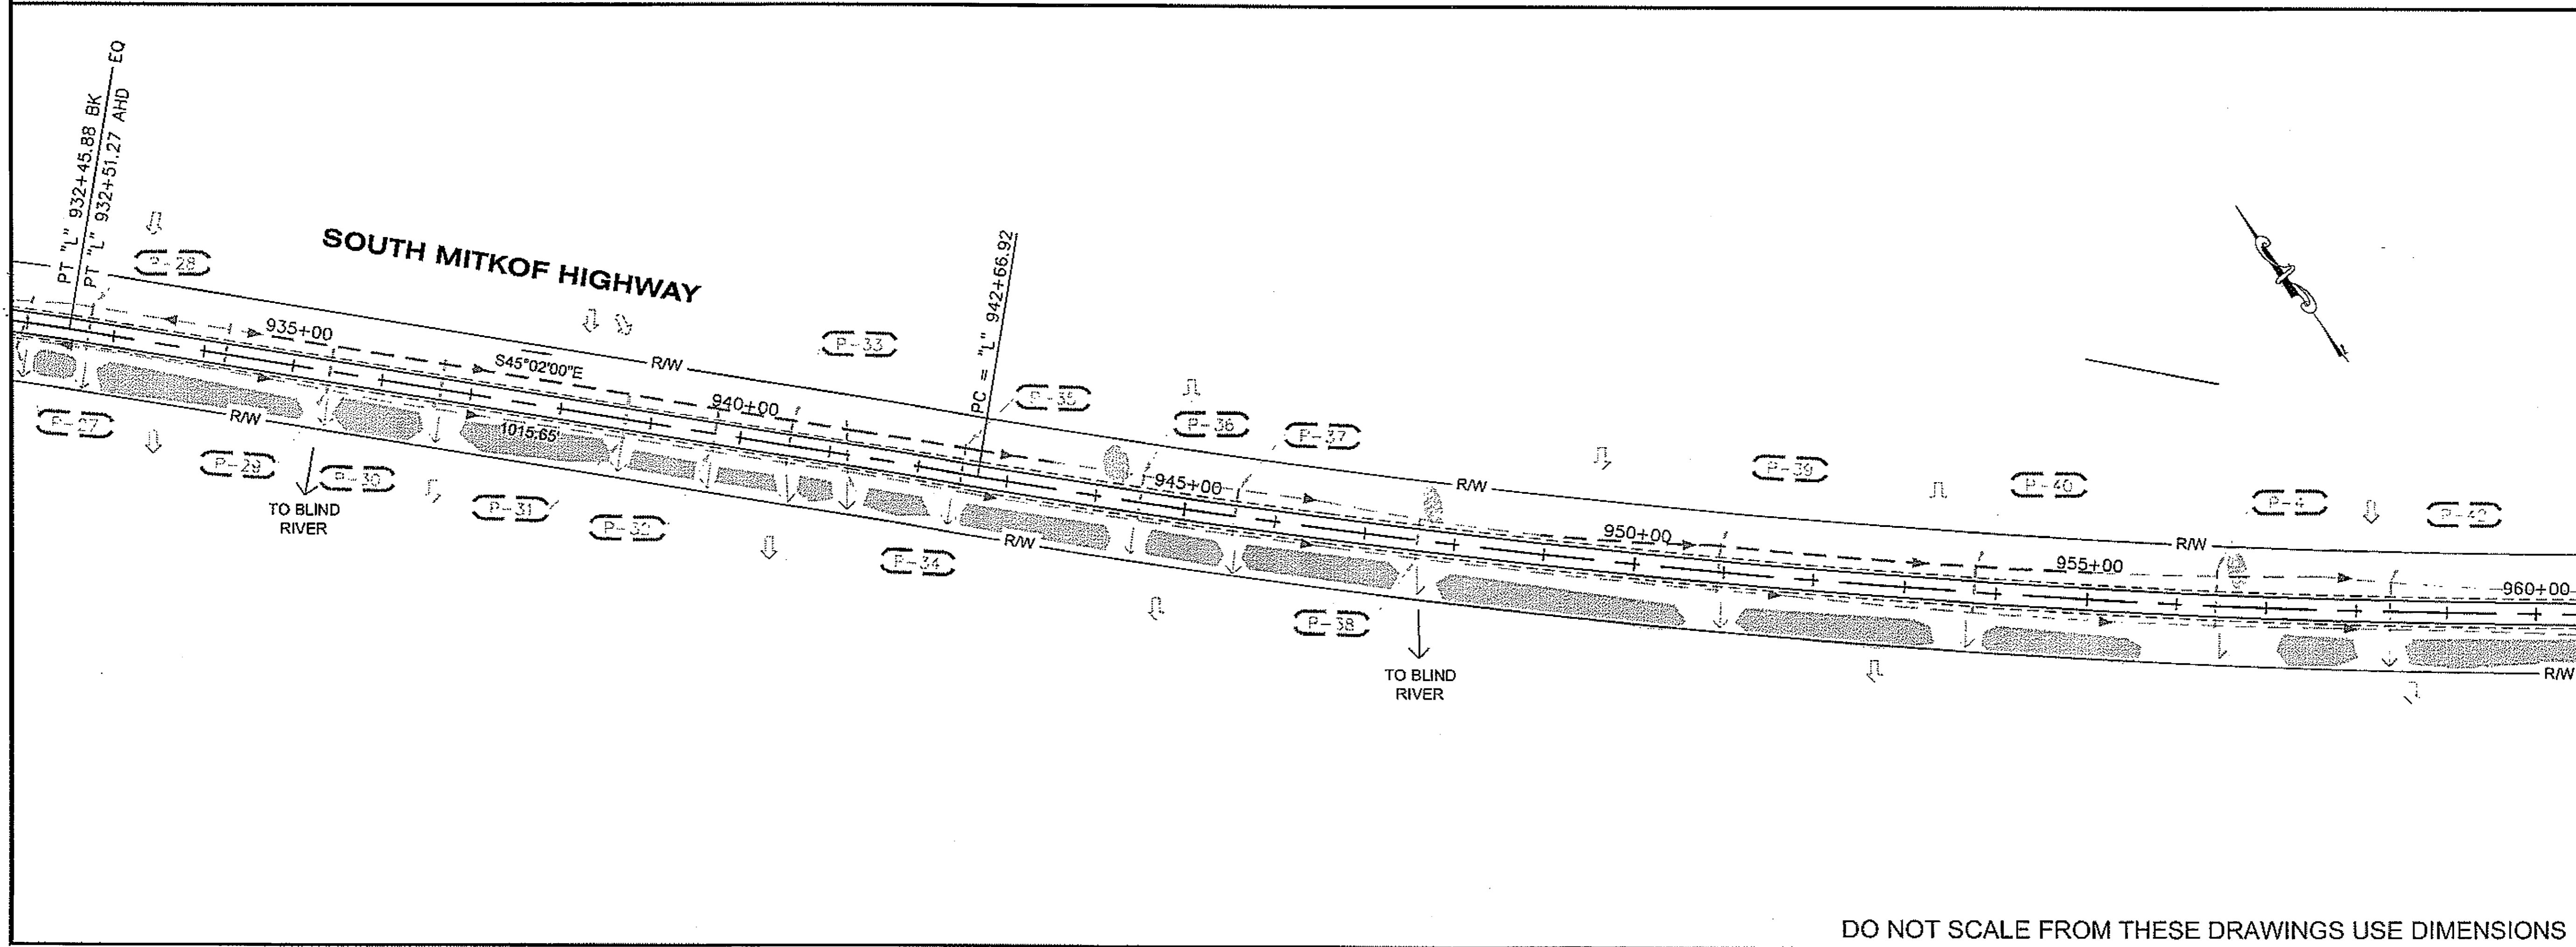 PT "L" 932+45.88 BK
PT "L" 932+51.27 AHD
EQ
SOUTH MITKOF HIGHWAY
P-28
935+00
S45°02'00"E
R/W
P-33
940+00
1015.65'
R/W
P-27
P-29
P-30
TO BLIND
RIVER
P-31
P-32
P-34
PC = "L" 942+66.92
P-35
P-36
P-37
945+00
R/W
R/W
P-38
TO BLIND
RIVER
950+00
P-39
P-40
955+00
R/W
P-4
P-42
960+00
R/W
DO NOT SCALE FROM THESE DRAWINGS USE DIMENSIONS